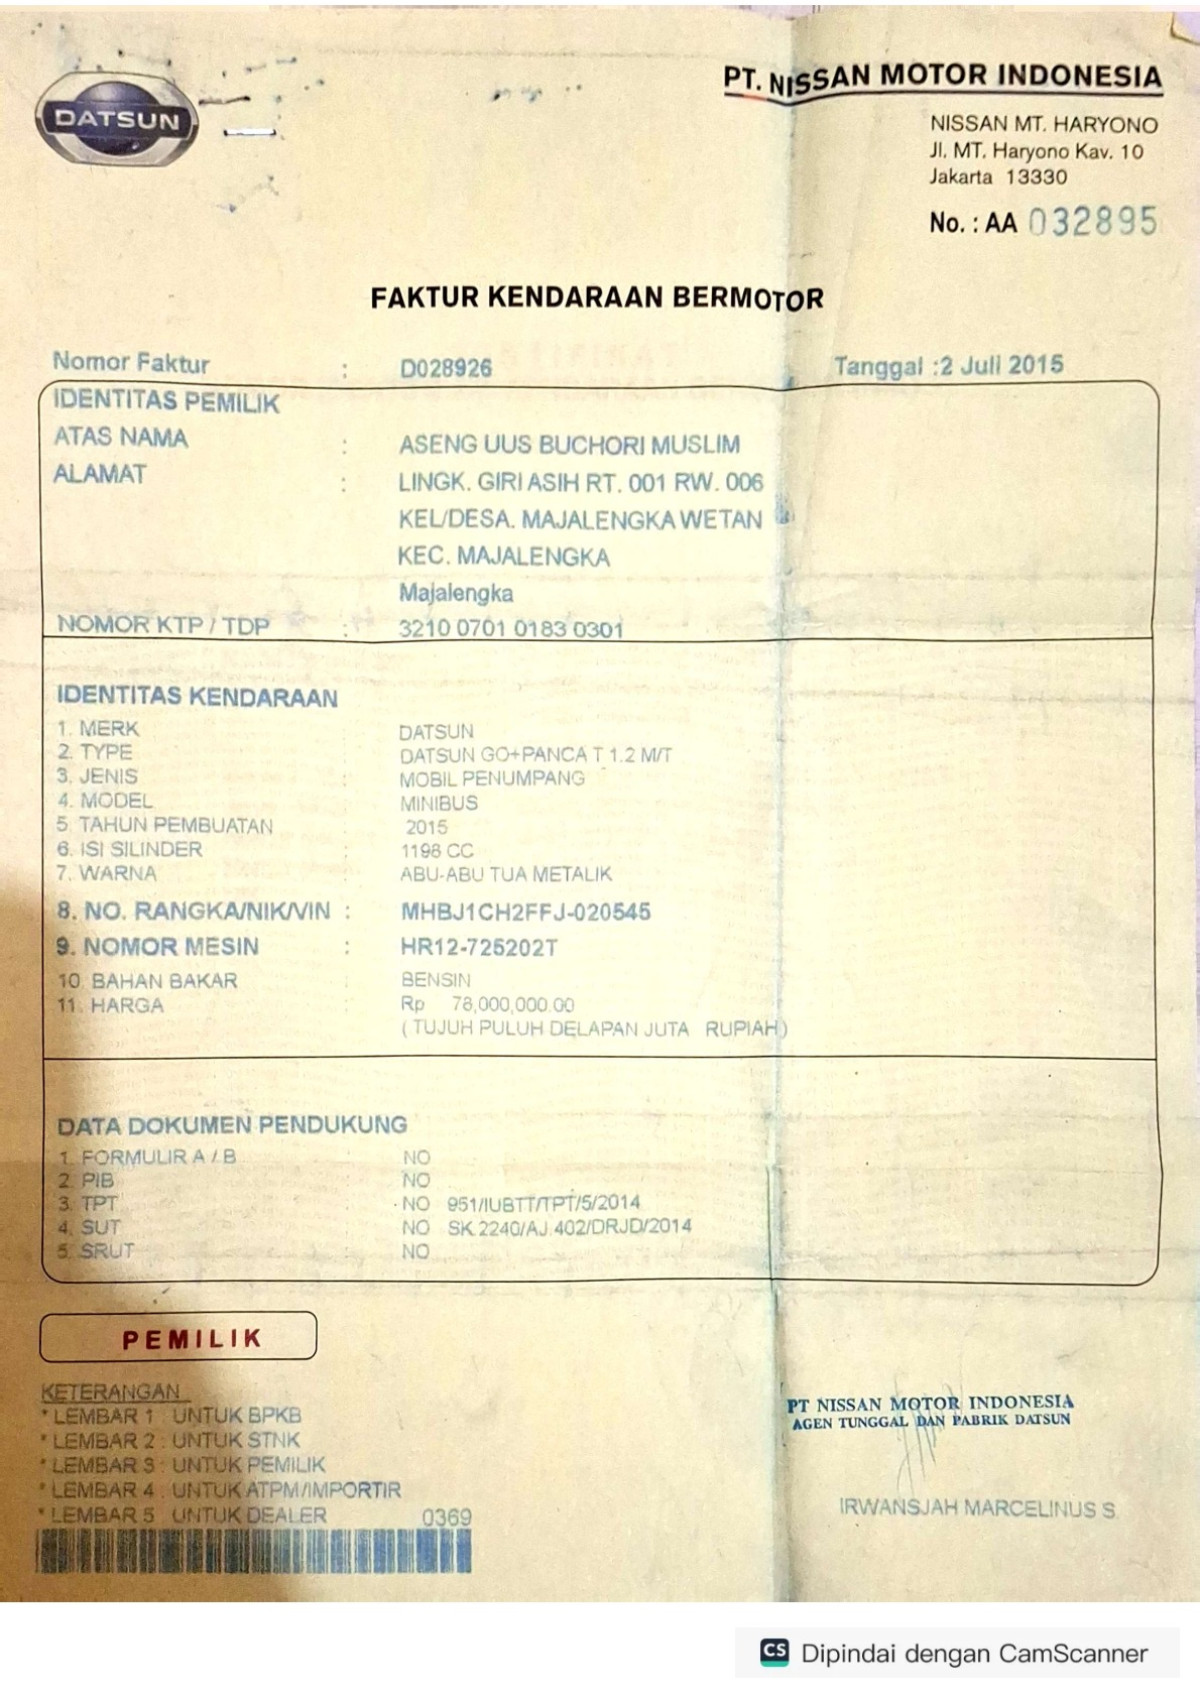 DATSUN
PT. NISSAN MOTOR INDONESIA
NISSAN MT. HARYONO
Jl. MT. Haryono Kav. 10
Jakarta 13330
No. : AA 032895
FAKTUR KENDARAAN BERMOTOR
Nomor Faktur : D028926 Tanggal :2 Juli 2015
IDENTITAS PEMILIK
ATAS NAMA : ASENG UUS BUCHORI MUSLIM
ALAMAT : LINGK. GIRI ASIH RT. 001 RW. 006
KEL/DESA. MAJALENGKA WETAN
KEC. MAJALENGKA
Majalengka
NOMOR KTP / TDP : 3210 0701 0183 0301
IDENTITAS KENDARAAN
1. MERK : DATSUN
2. TYPE : DATSUN GO+PANCA T 1.2 M/T
3. JENIS : MOBIL PENUMPANG
4. MODEL : MINIBUS
5. TAHUN PEMBUATAN : 2015
6. ISI SILINDER : 1198 CC
7. WARNA : ABU-ABU TUA METALIK
8. NO. RANGKA/NIK/VIN : MHBJ1CH2FFJ-020545
9. NOMOR MESIN : HR12-725202T
10. BAHAN BAKAR : BENSIN
11. HARGA : Rp 78,000,000.00
( TUJUH PULUH DELAPAN JUTA RUPIAH )
DATA DOKUMEN PENDUKUNG
1. FORMULIR A / B NO
2. PIB NO
3. TPT NO 951/IUBTT/TPT/5/2014
4. SUT NO SK.2240/AJ.402/DRJD/2014
5. SRUT NO
PEMILIK
KETERANGAN
* LEMBAR 1 : UNTUK BPKB
* LEMBAR 2 : UNTUK STNK
* LEMBAR 3 : UNTUK PEMILIK
* LEMBAR 4 : UNTUK ATPM/IMPORTIR
* LEMBAR 5 : UNTUK DEALER 0369
PT NISSAN MOTOR INDONESIA
AGEN TUNGGAL DAN PABRIK DATSUN
IRWANSJAH MARCELINUS S.
CS Dipindai dengan CamScanner